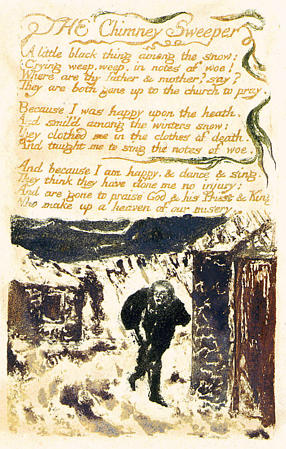 THE Chimney Sweeper
A little black thing among the snow:
Crying weep, weep, in notes of woe!
Where are thy father & mother? say?
They are both gone up to the church to pray.
Because I was happy upon the heath,
And smil'd among the winters snow:
They clothed me in the clothes of death,
And taught me to sing the notes of woe.
And because I am happy, & dance & sing,
They think they have done me no injury:
And are gone to praise God & his Priest & King
Who make up a heaven of our misery.